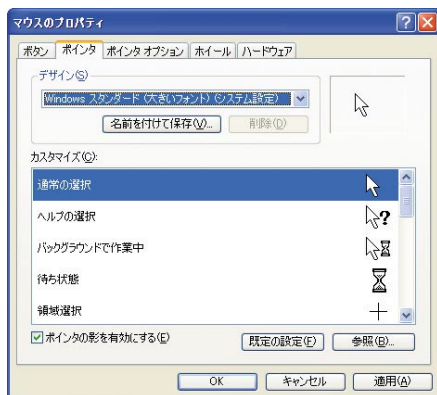 マウスのプロパティ
ボタン ポインタ ポインタ オプション ホイール ハードウェア
デザイン(S)
Windows スタンダード (大きいフォント) (システム設定)
名前を付けて保存(V)... 削除(D)
カスタマイズ(C):
通常の選択
ヘルプの選択
バックグラウンドで作業中
待ち状態
領域選択
ポインタの影を有効にする(E) 既定の設定(F) 参照(B)...
OK キャンセル 適用(A)